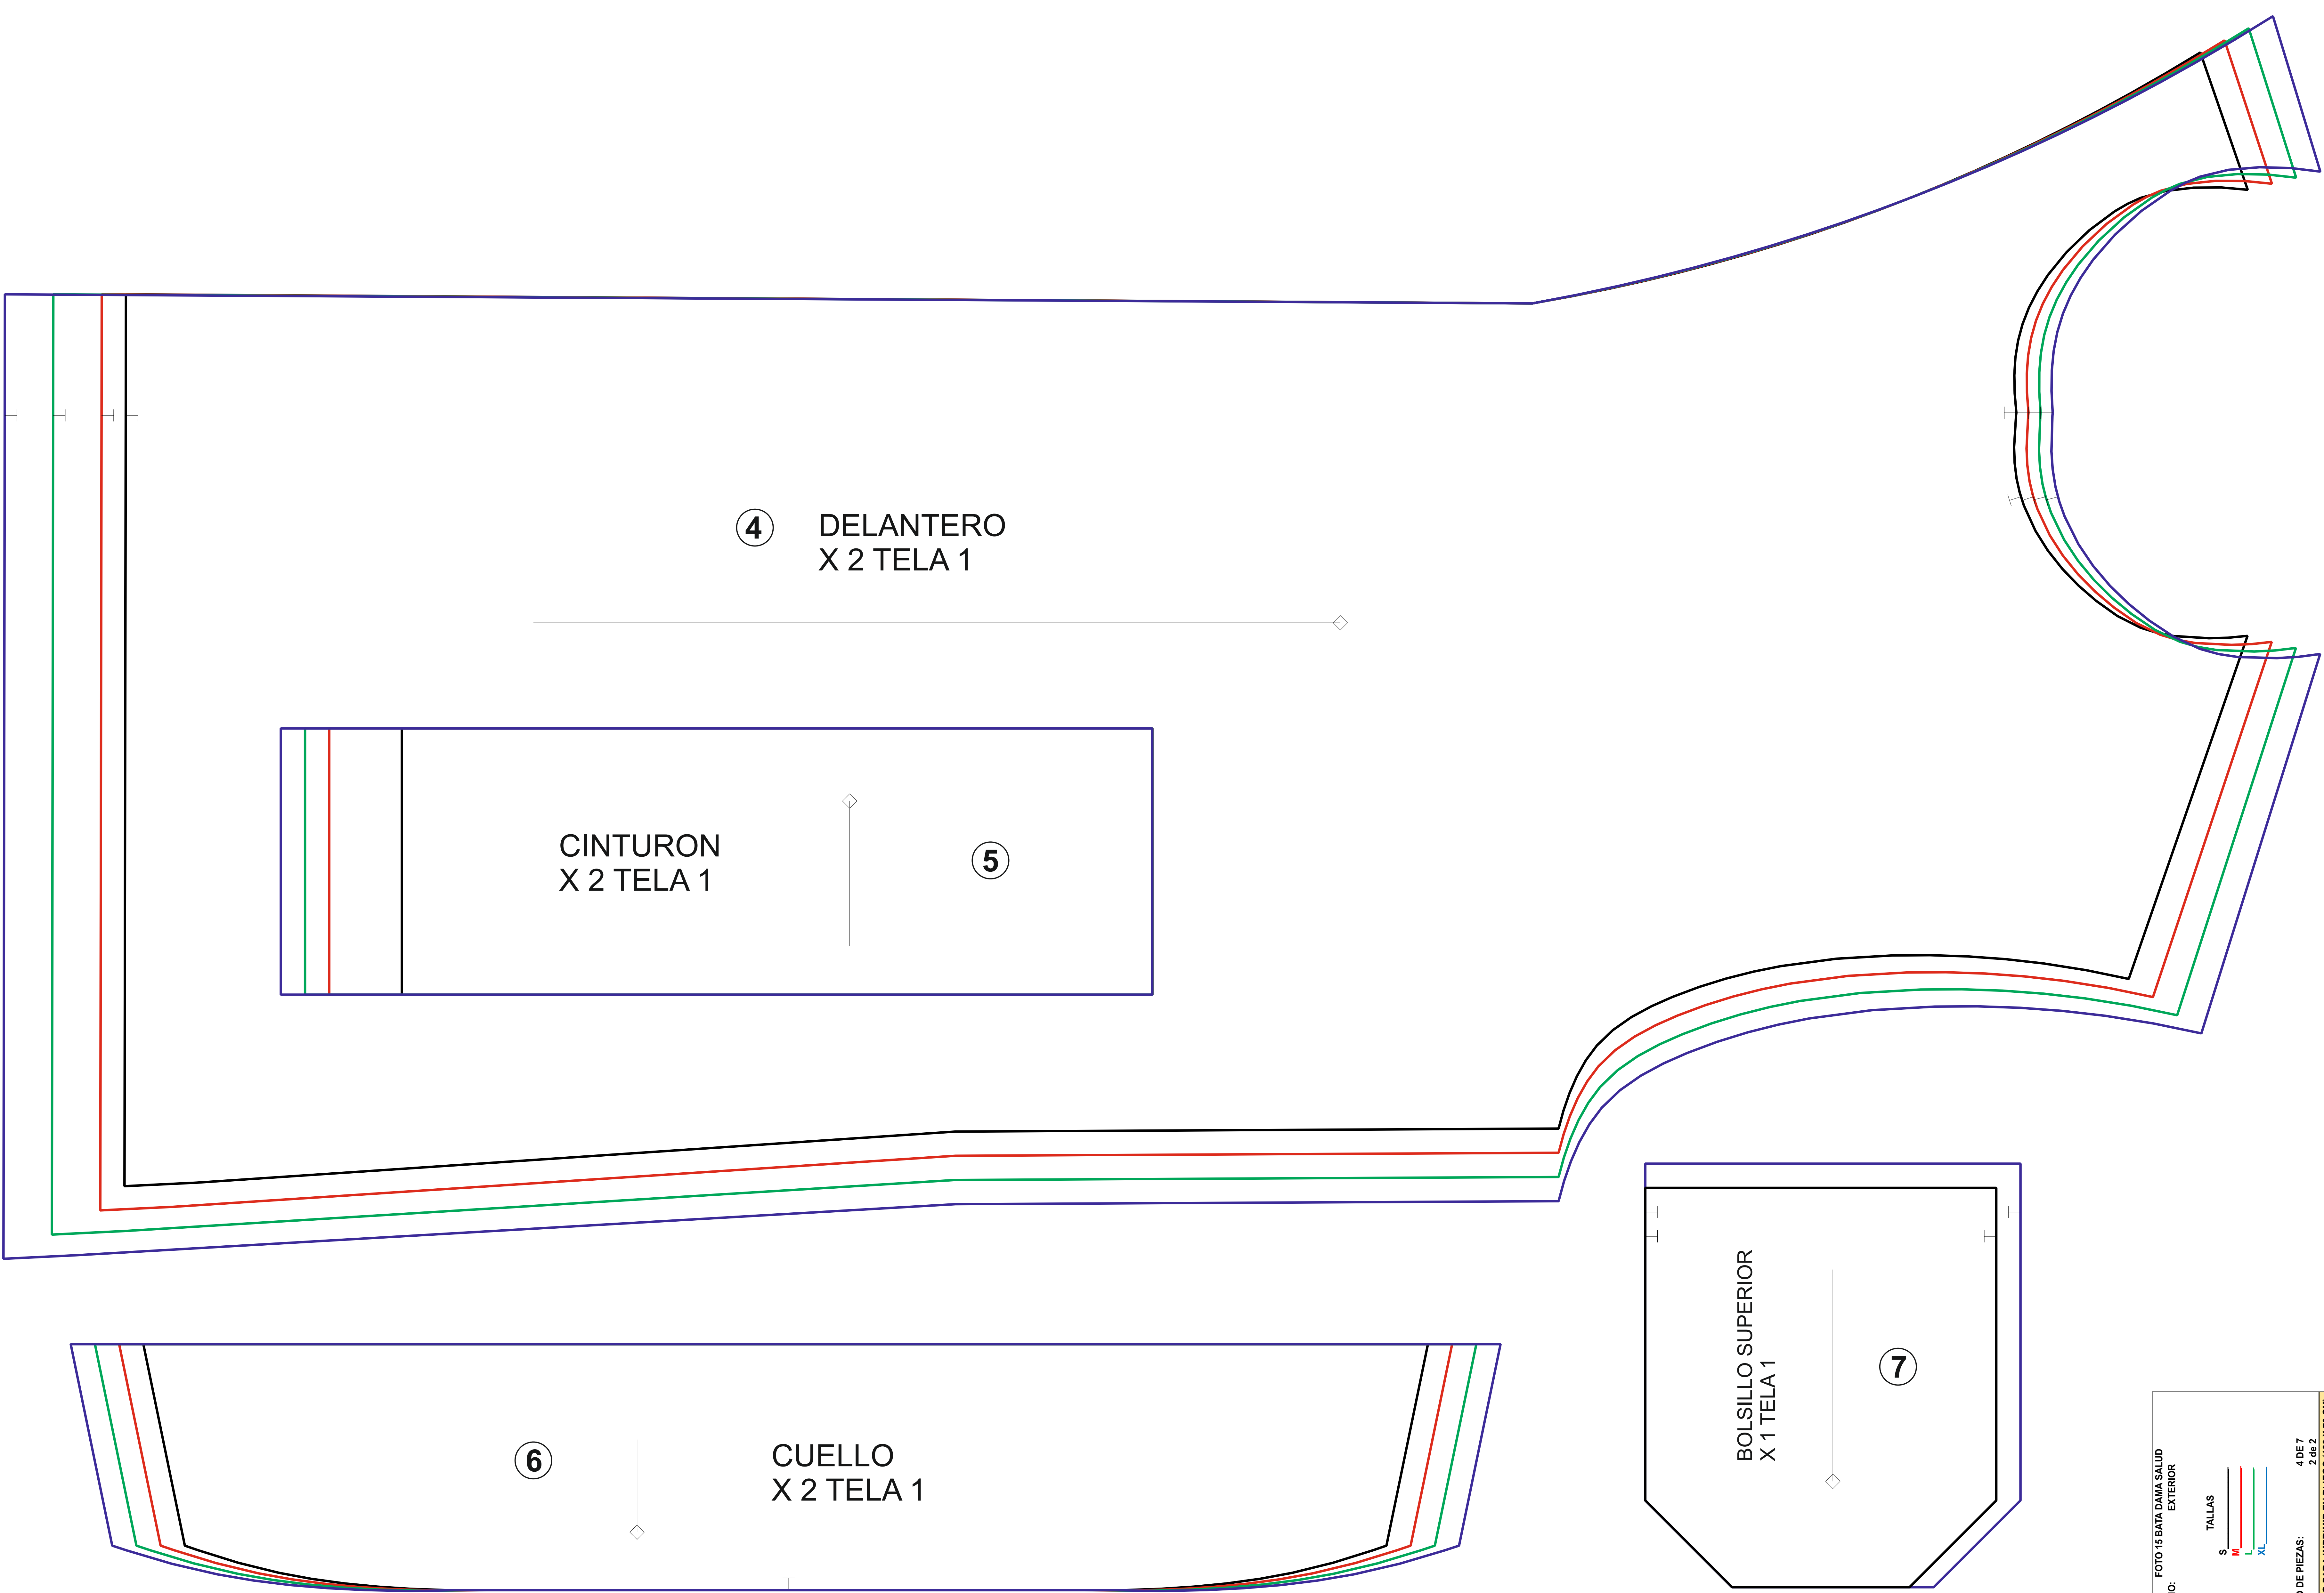 4
DELANTERO
X 2 TELA 1
CINTURON
X 2 TELA 1
5
6
CUELLO
X 2 TELA 1
BOLSILLO SUPERIOR
X 1 TELA 1
7
FOTO 15 BATA DAMA SALUD
EXTERIOR
TALLAS
S
M
L
XL
DE PIEZAS: 4 DE 7
2 de 2